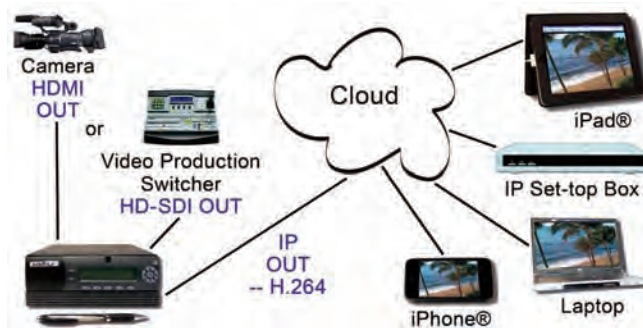 Camera
HDMI
OUT
or
Video Production
Switcher
HD-SDI OUT
IP
OUT
-- H.264
Cloud
iPad®
IP Set-top Box
Laptop
iPhone®